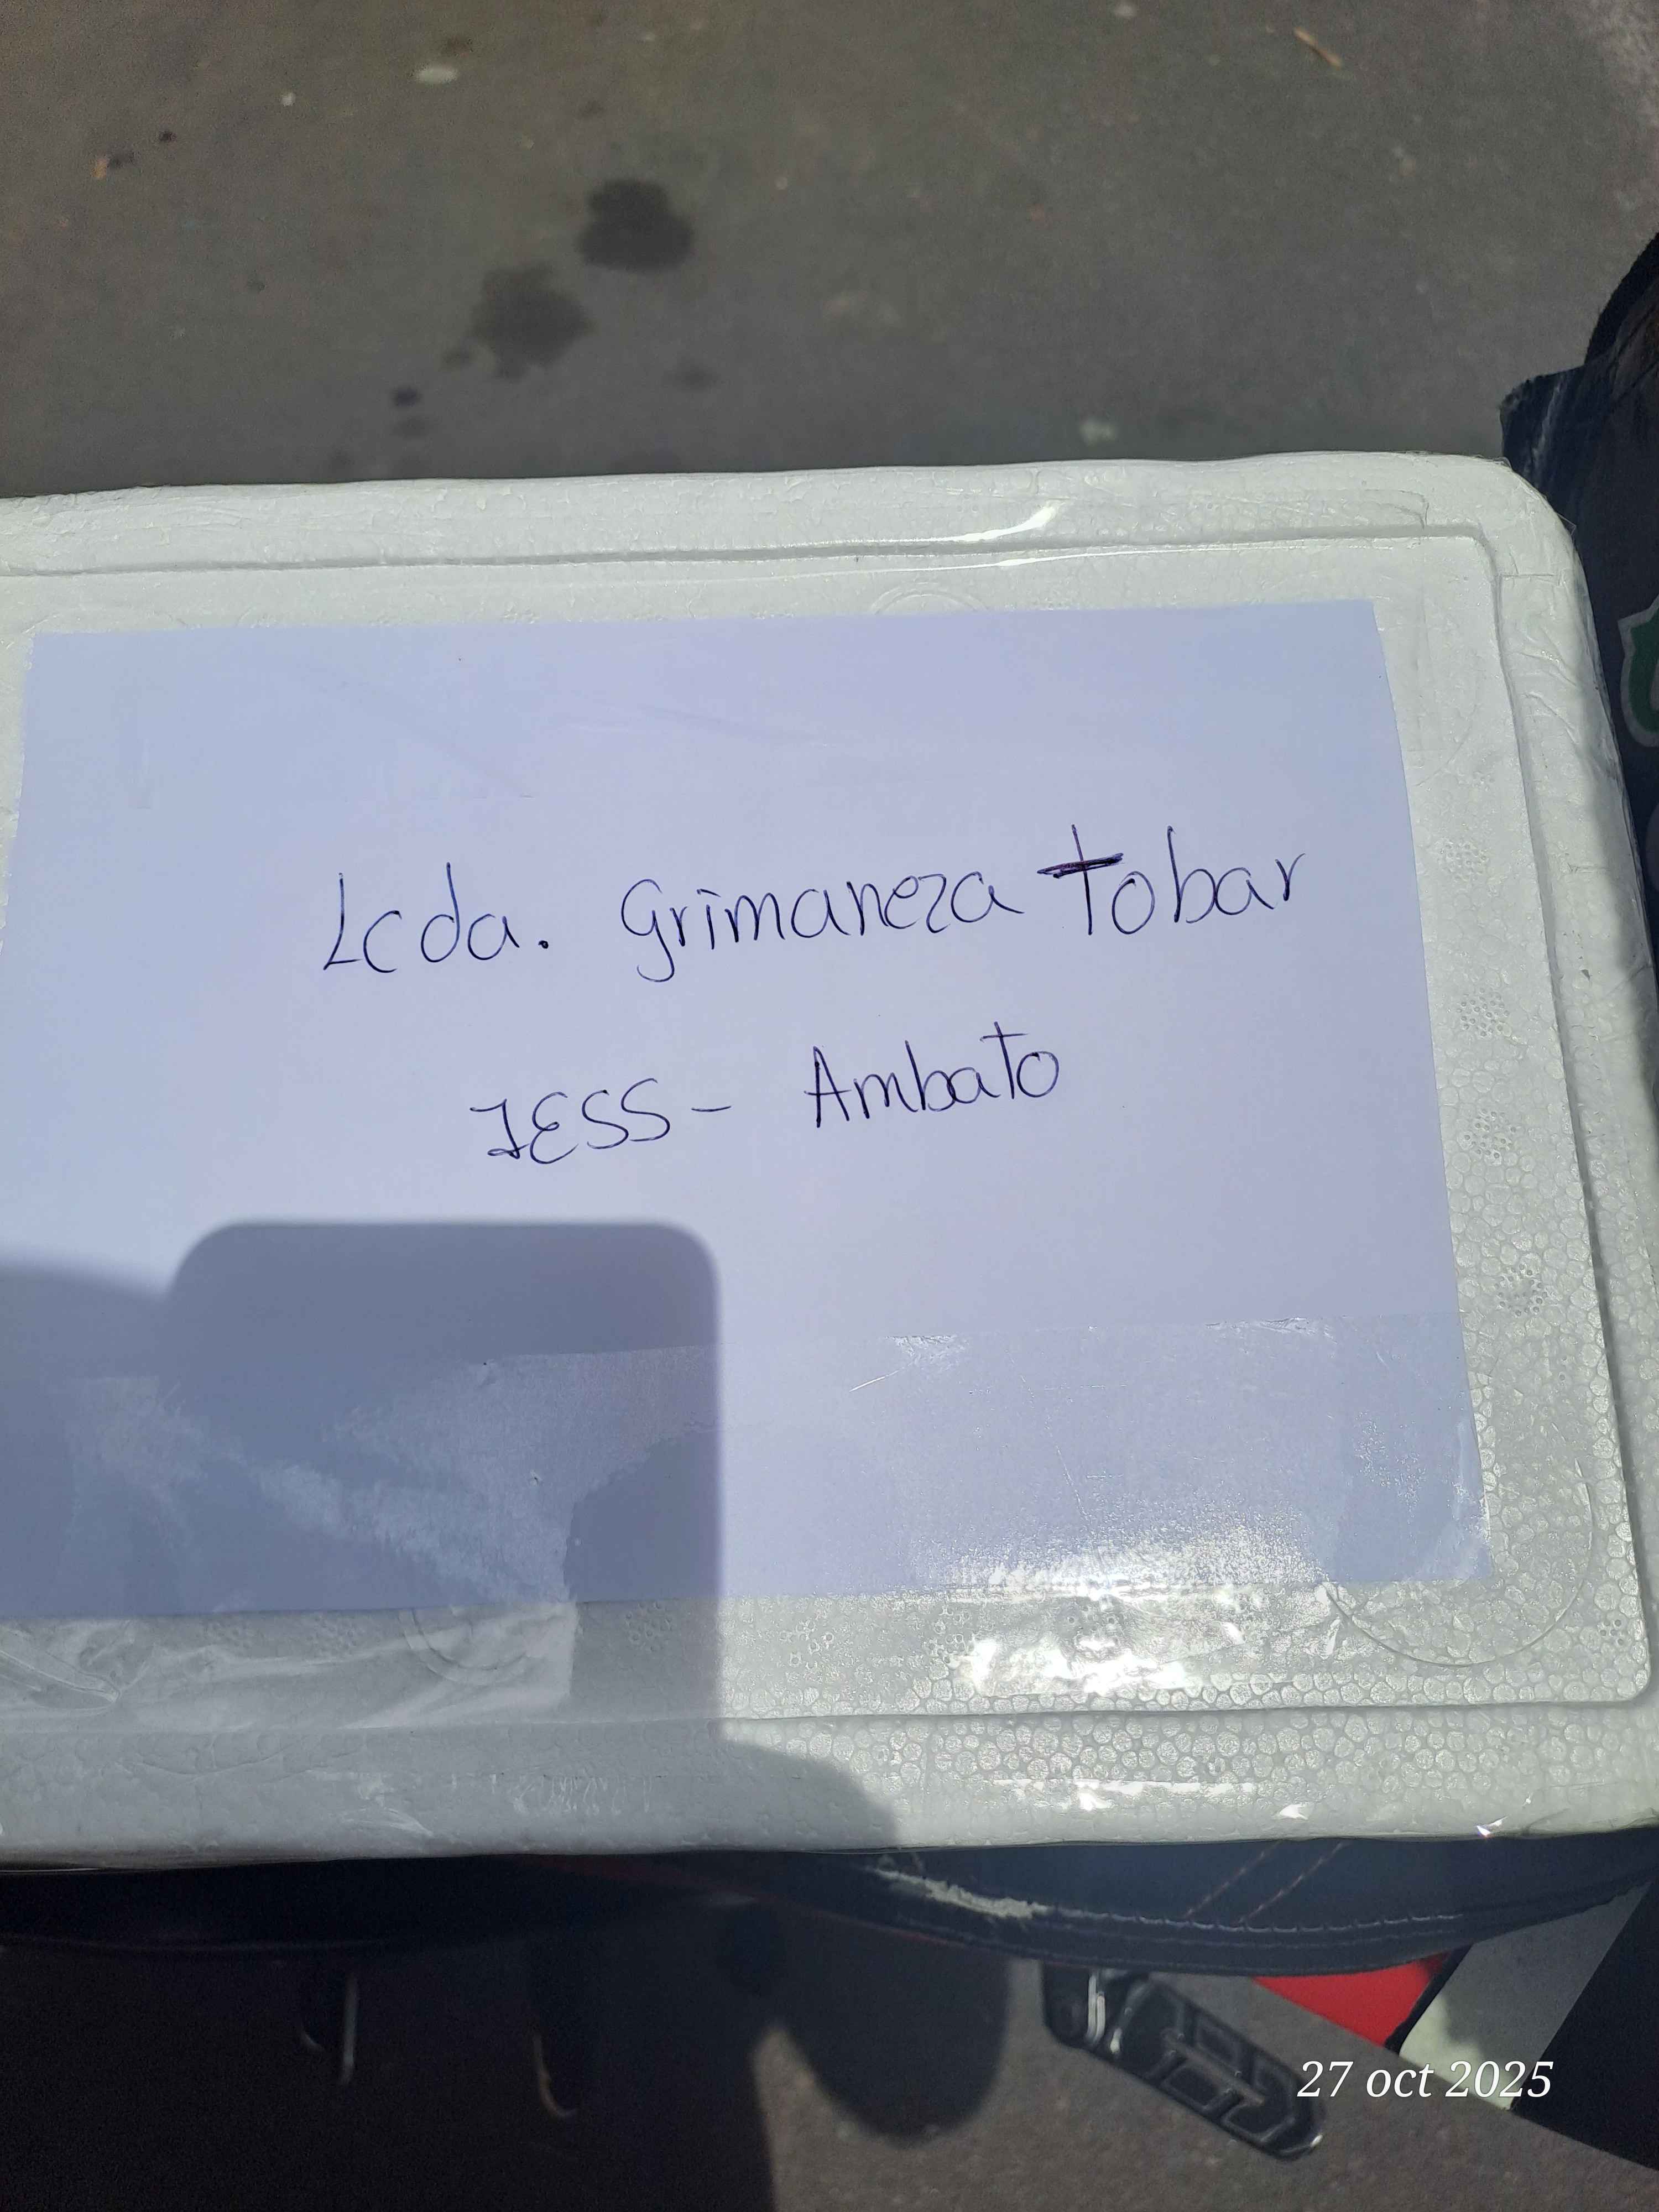 Lcda. Grimaneza Tobar
IESS - Ambato
27 oct 2025